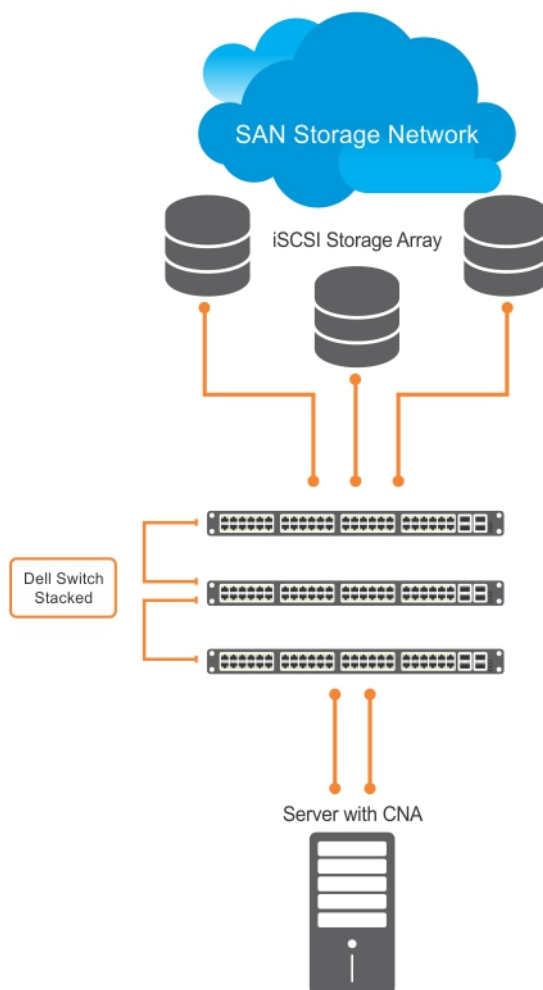 SAN Storage Network
iSCSI Storage Array
Dell Switch
Stacked
Server with CNA